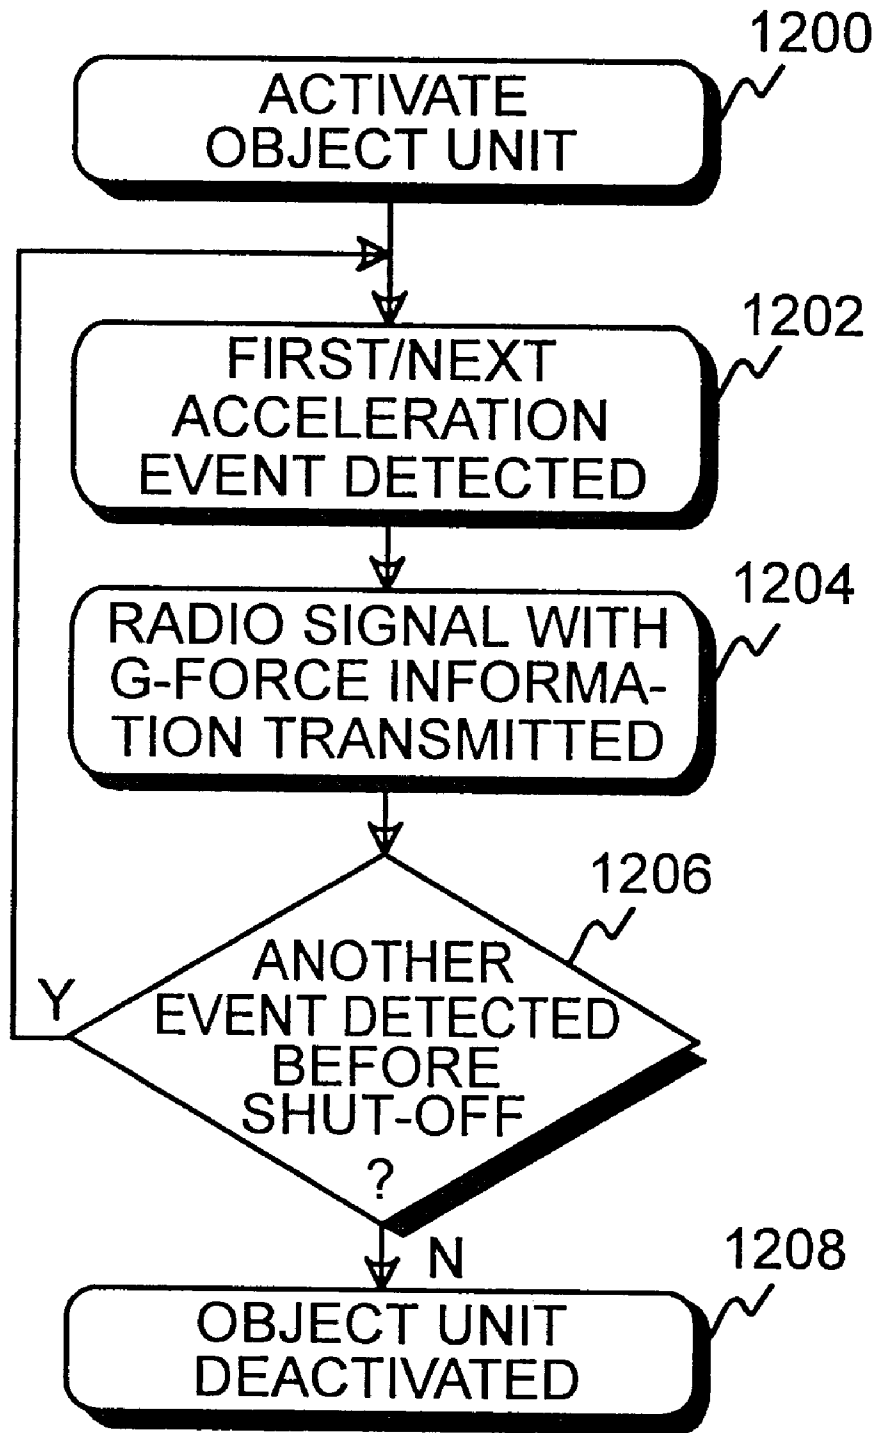 1200
ACTIVATE
OBJECT UNIT
1202
FIRST/NEXT
ACCELERATION
EVENT DETECTED
1204
RADIO SIGNAL WITH
G-FORCE INFORMA-
TION TRANSMITTED
1206
ANOTHER
EVENT DETECTED
BEFORE
SHUT-OFF
?
Y
N
1208
OBJECT UNIT
DEACTIVATED